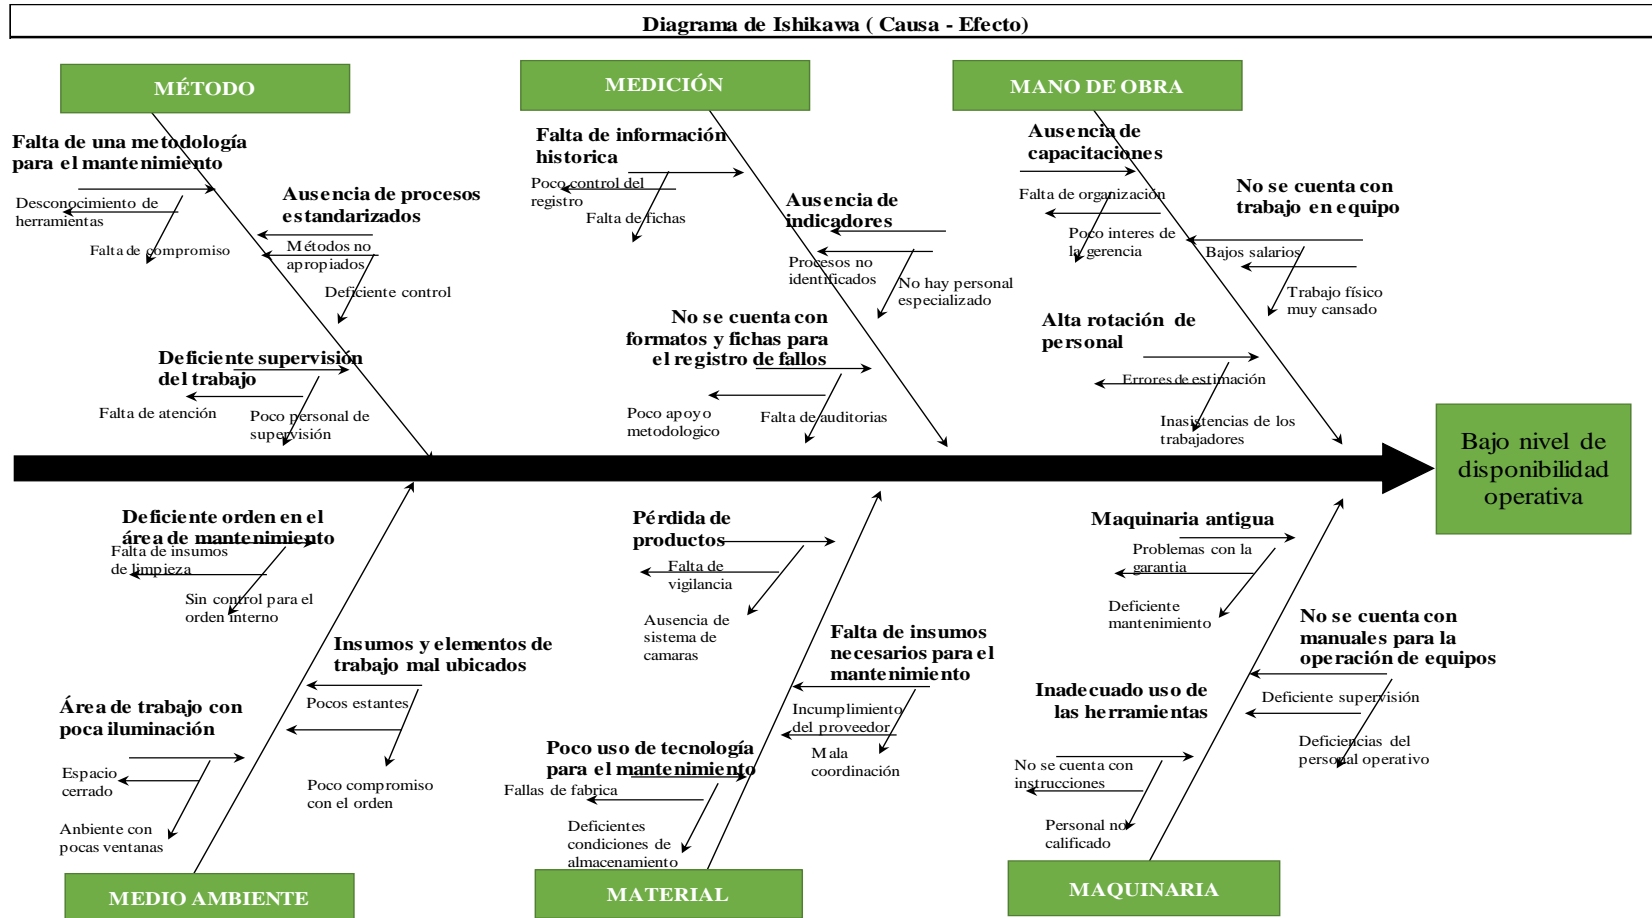 Diagrama de Ishikawa ( Causa - Efecto)
MÉTODO
Falta de una metodología
para el mantenimiento
Desconocimiento de
herramientas
Falta de compromiso
Ausencia de procesos
estandarizados
Métodos no
apropiados
Deficiente control
Deficiente supervisión
del trabajo
Falta de atención
Poco personal de
supervisión
MEDICIÓN
Falta de información
historica
Poco control del
registro
Falta de fichas
Ausencia de
indicadores
Procesos no
identificados
No hay personal
especializado
No se cuenta con
formatos y fichas para
el registro de fallos
Poco apoyo
metodologico
Falta de auditorias
MANO DE OBRA
Ausencia de
capacitaciones
Falta de organización
Poco interes de
la gerencia
No se cuenta con
trabajo en equipo
Bajos salarios
Trabajo físico
muy cansado
Alta rotación de
personal
Errores de estimación
Inasistencias de los
trabajadores
Bajo nivel de
disponibilidad
operativa
Deficiente orden en el
área de mantenimiento
Falta de insumos
de limpieza
Sin control para el
orden interno
Insumos y elementos de
trabajo mal ubicados
Pocos estantes
Poco compromiso
con el orden
Área de trabajo con
poca iluminación
Espacio
cerrado
Anbiente con
pocas ventanas
MEDIO AMBIENTE
Pérdida de
productos
Falta de
vigilancia
Ausencia de
sistema de
camaras
Falta de insumos
necesarios para el
mantenimiento
Incumplimiento
del proveedor
Mala
coordinación
Poco uso de tecnología
para el mantenimiento
Fallas de fabrica
Deficientes
condiciones de
almacenamiento
MATERIAL
Maquinaria antigua
Problemas con la
garantia
Deficiente
mantenimiento
No se cuenta con
manuales para la
operación de equipos
Deficiente supervisión
Deficiencias del
personal operativo
Inadecuado uso de
las herramientas
No se cuenta con
instrucciones
Personal no
calificado
MAQUINARIA